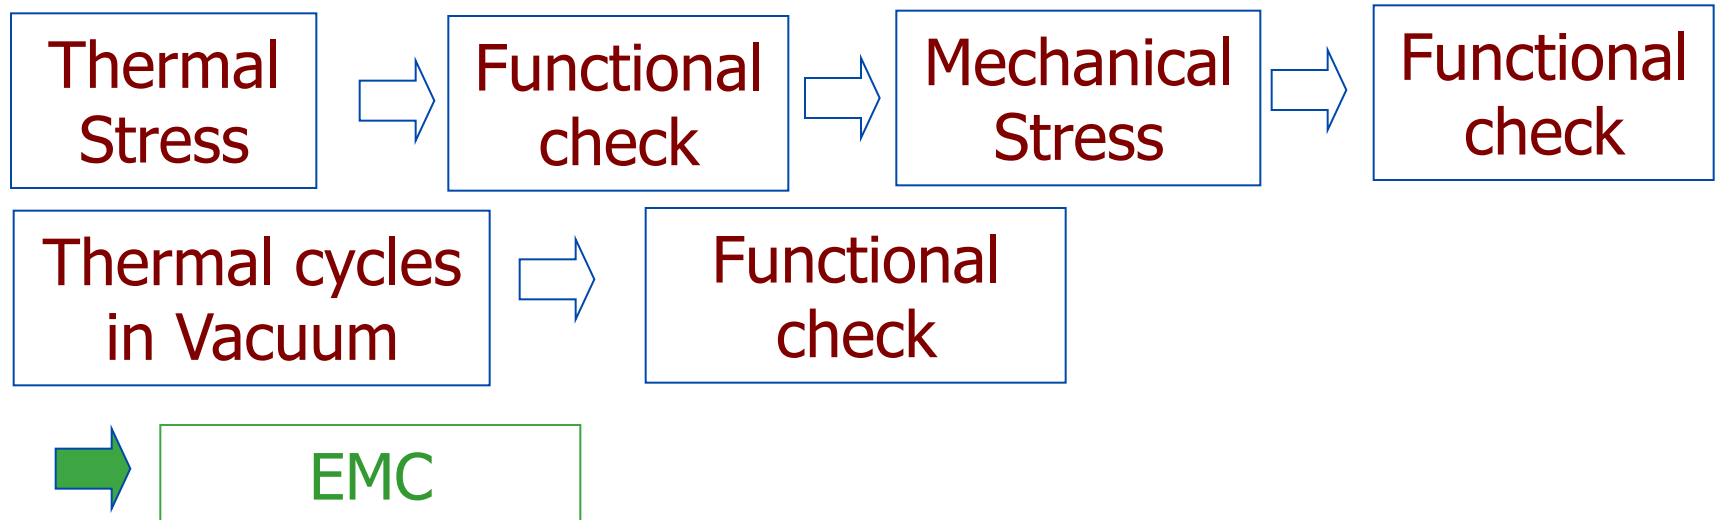 Thermal
Stress
Functional
check
Mechanical
Stress
Functional
check
Thermal cycles
in Vacuum
Functional
check
EMC